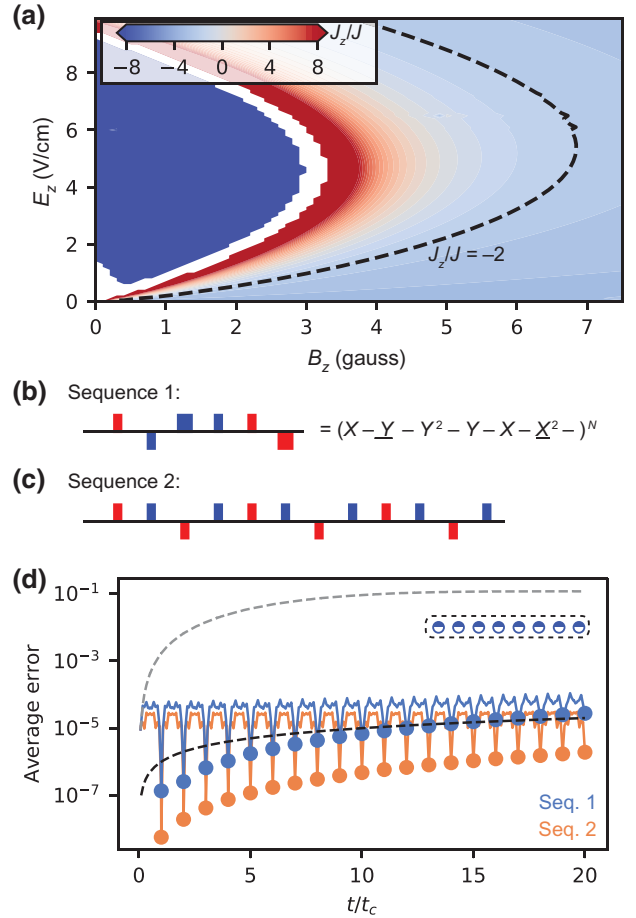 (a)
J_z/J
−8 −4 0 4 8
8
6
4
2
0
E_z (V/cm)
J_z/J = −2
0 1 2 3 4 5 6 7
B_z (gauss)
(b) Sequence 1:
= (X – Y – Y² – Y – X – X² – )^N
(c) Sequence 2:
(d)
10⁻¹
10⁻³
10⁻⁵
10⁻⁷
Average error
Seq. 1
Seq. 2
0 5 10 15 20
t/t_c